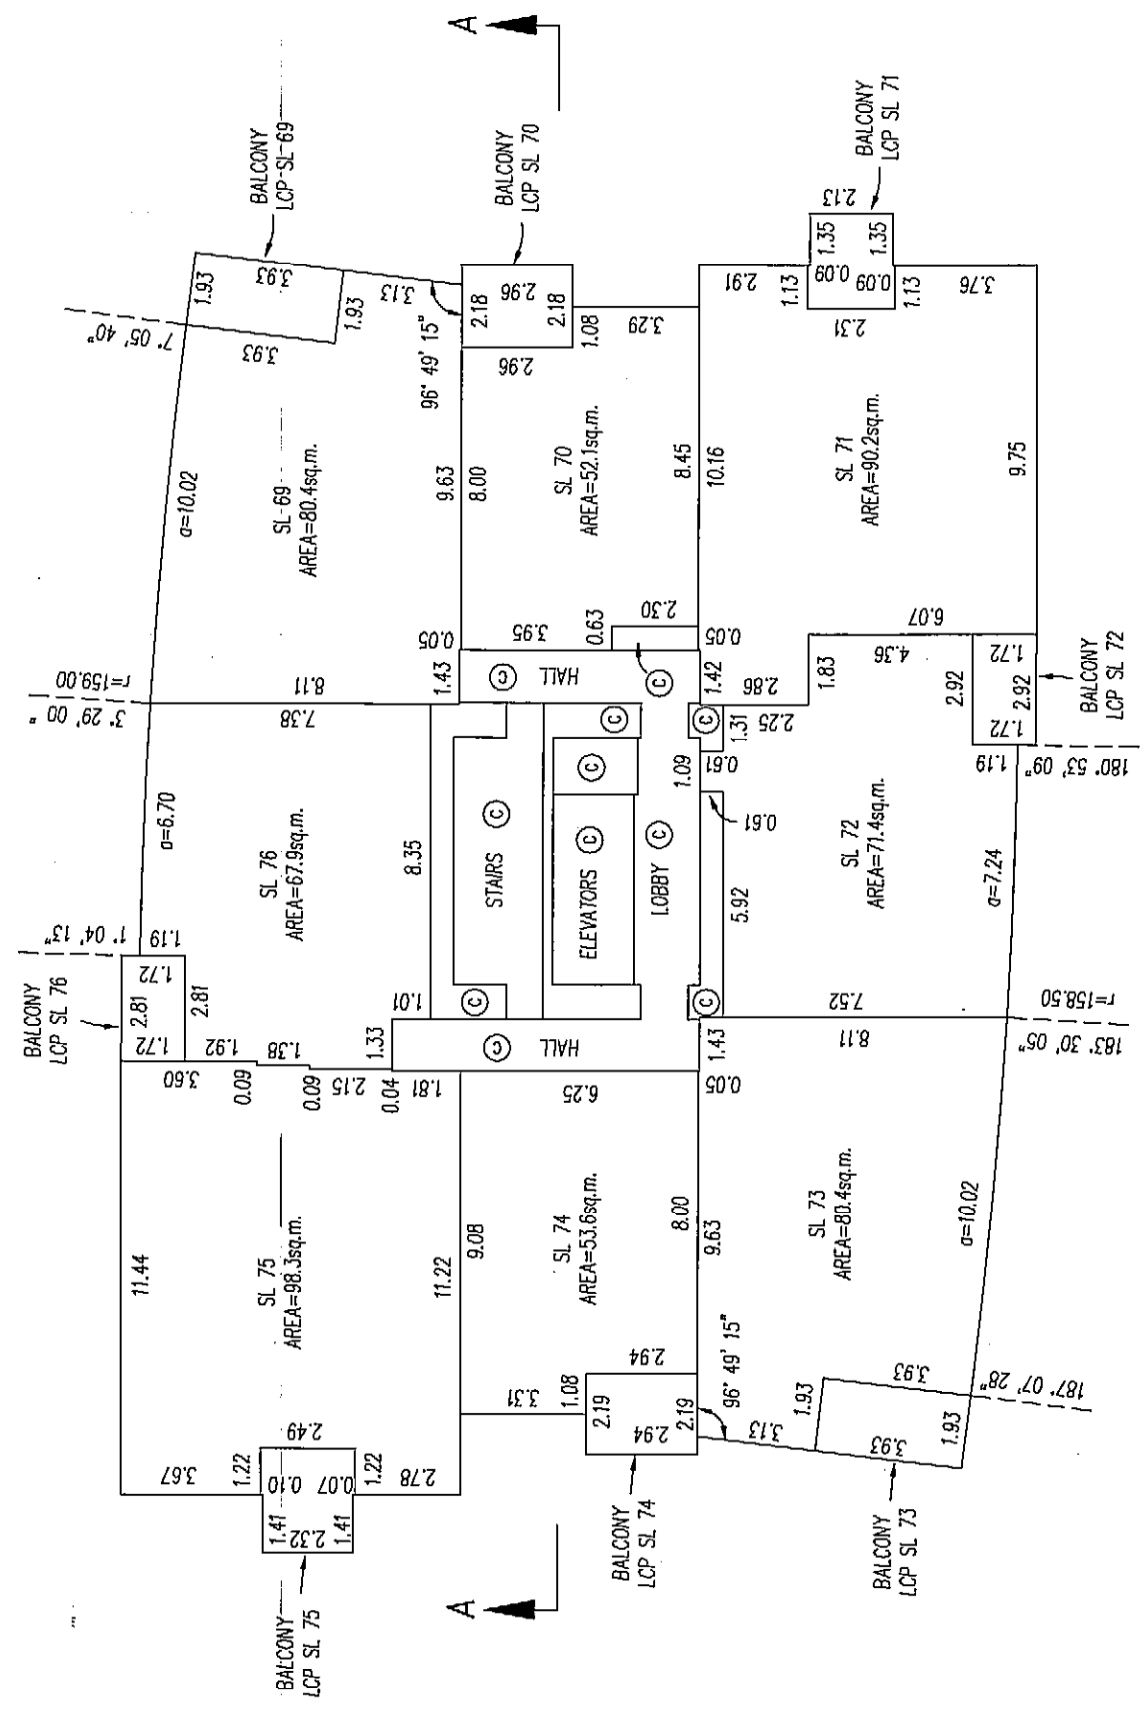 A
BALCONY
LCP SL 69
BALCONY
LCP SL 70
BALCONY
LCP SL 71
2.13
1.35
1.35
0.09
0.09
1.13
1.13
2.31
2.91
3.76
1.93
3.93
1.93
3.93
3.13
7° 05' 40"
96° 49' 15"
2.18
2.96
2.18
2.96
1.08
3.29
a=10.02
SL 69
AREA=80.4sq.m.
9.63
8.00
SL 70
AREA=52.1sq.m.
8.45
10.16
SL 71
AREA=90.2sq.m.
9.75
r=159.00
3° 29' 00"
8.11
7.38
0.05
1.43
3.95
0.63
2.30
HALL
C
C
0.05
1.42
2.86
2.25
1.83
6.07
4.36
2.92
1.72
2.92
1.72
BALCONY
LCP SL 72
1.19
180° 53' 09"
a=6.70
SL 76
AREA=67.9sq.m.
8.35
STAIRS C
C
C
ELEVATORS C
LOBBY C
C
1.09
1.31
0.61
0.61
5.92
SL 72
AREA=71.4sq.m.
a=7.24
1° 04' 13"
1.19
BALCONY
LCP SL 76
1.72
2.81
2.81
1.72
1.01
C
C
7.52
r=158.50
183° 30' 05"
3.60
1.92
0.09
1.38
0.09
2.15
0.04
1.33
1.81
C
HALL
6.25
1.43
0.05
8.11
11.44
SL 75
AREA=98.3sq.m.
11.22
9.08
SL 74
AREA=53.6sq.m.
8.00
9.63
SL 73
AREA=80.4sq.m.
a=10.02
3.67
1.22
2.49
0.10
0.07
1.22
2.78
1.41
2.32
1.41
3.31
1.08
2.94
2.19
2.94
2.19
96° 49' 15"
3.13
1.93
3.93
3.93
1.93
187° 07' 28"
BALCONY
LCP SL 75
A
BALCONY
LCP SL 74
BALCONY
LCP SL 73